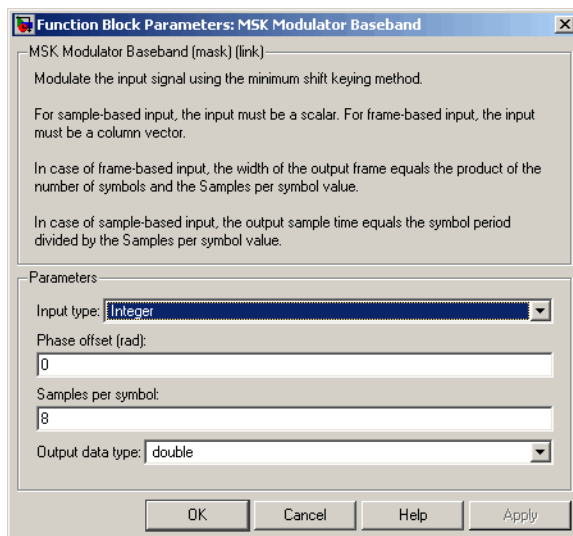 Function Block Parameters: MSK Modulator Baseband
MSK Modulator Baseband (mask) (link)
Modulate the input signal using the minimum shift keying method.
For sample-based input, the input must be a scalar. For frame-based input, the input
must be a column vector.
In case of frame-based input, the width of the output frame equals the product of the
number of symbols and the Samples per symbol value.
In case of sample-based input, the output sample time equals the symbol period
divided by the Samples per symbol value.
Parameters
Input type: Integer
Phase offset (rad):
0
Samples per symbol:
8
Output data type: double
OK Cancel Help Apply